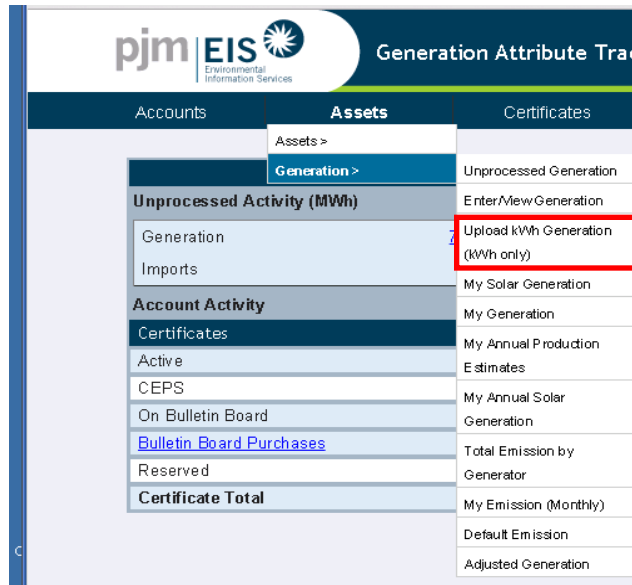 pjm EIS
Environmental
Information Services
Generation Attribute Tra
Accounts Assets Certificates
Assets >
Generation >
Unprocessed Generation
Enter/View Generation
Upload kWh Generation
(kWh only)
My Solar Generation
My Generation
My Annual Production
Estimates
My Annual Solar
Generation
Total Emission by
Generator
My Emission (Monthly)
Default Emission
Adjusted Generation
Unprocessed Activity (MWh)
Generation 7
Imports
Account Activity
Certificates
Active
CEPS
On Bulletin Board
Bulletin Board Purchases
Reserved
Certificate Total
C